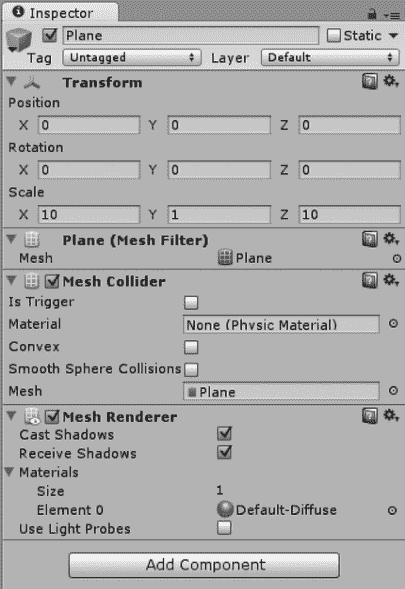 Inspector
Plane Static
Tag Untagged Layer Default
Transform
Position
X 0 Y 0 Z 0
Rotation
X 0 Y 0 Z 0
Scale
X 10 Y 1 Z 10
Plane (Mesh Filter)
Mesh Plane
Mesh Collider
Is Trigger
Material None (Physic Material)
Convex
Smooth Sphere Collisions
Mesh Plane
Mesh Renderer
Cast Shadows
Receive Shadows
Materials
Size 1
Element 0 Default-Diffuse
Use Light Probes
Add Component